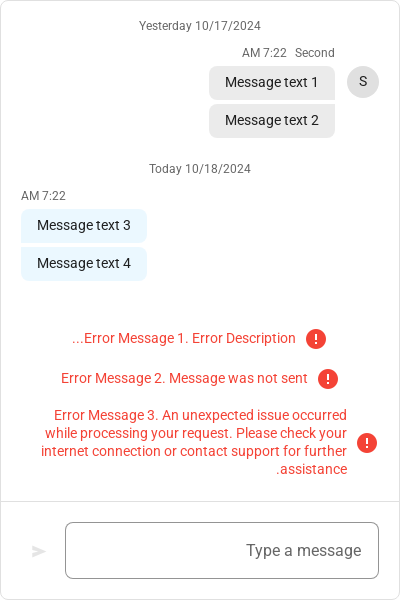 Yesterday 10/17/2024
AM 7:22 Second
Message text 1
S
Message text 2
Today 10/18/2024
AM 7:22
Message text 3
Message text 4
...Error Message 1. Error Description
Error Message 2. Message was not sent
Error Message 3. An unexpected issue occurred
while processing your request. Please check your
internet connection or contact support for further
.assistance
Type a message